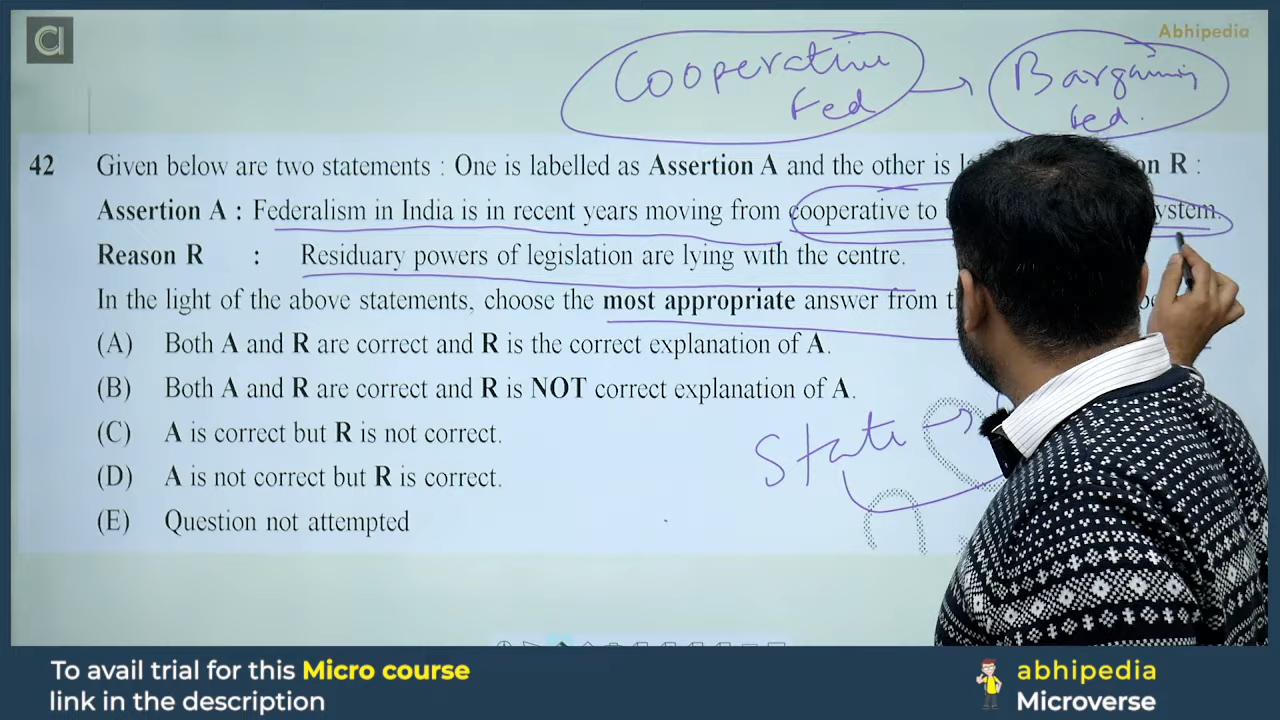 a
Abhipedia
Cooperative
Fed
Bargaining
Fed.
42 Given below are two statements : One is labelled as Assertion A and the other is R :
Assertion A : Federalism in India is in recent years moving from cooperative to
Reason R : Residuary powers of legislation are lying with the centre.
In the light of the above statements, choose the most appropriate answer from
(A) Both A and R are correct and R is the correct explanation of A.
(B) Both A and R are correct and R is NOT correct explanation of A.
(C) A is correct but R is not correct.
State
(D) A is not correct but R is correct.
(E) Question not attempted
To avail trial for this Micro course
link in the description
abhipedia
Microverse